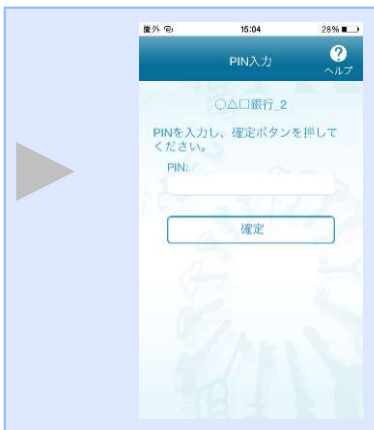 圏外 15:04 28%
PIN入力
?
ヘルプ
○△□銀行_2
PINを入力し、確定ボタンを押して
ください。
PIN:
確定